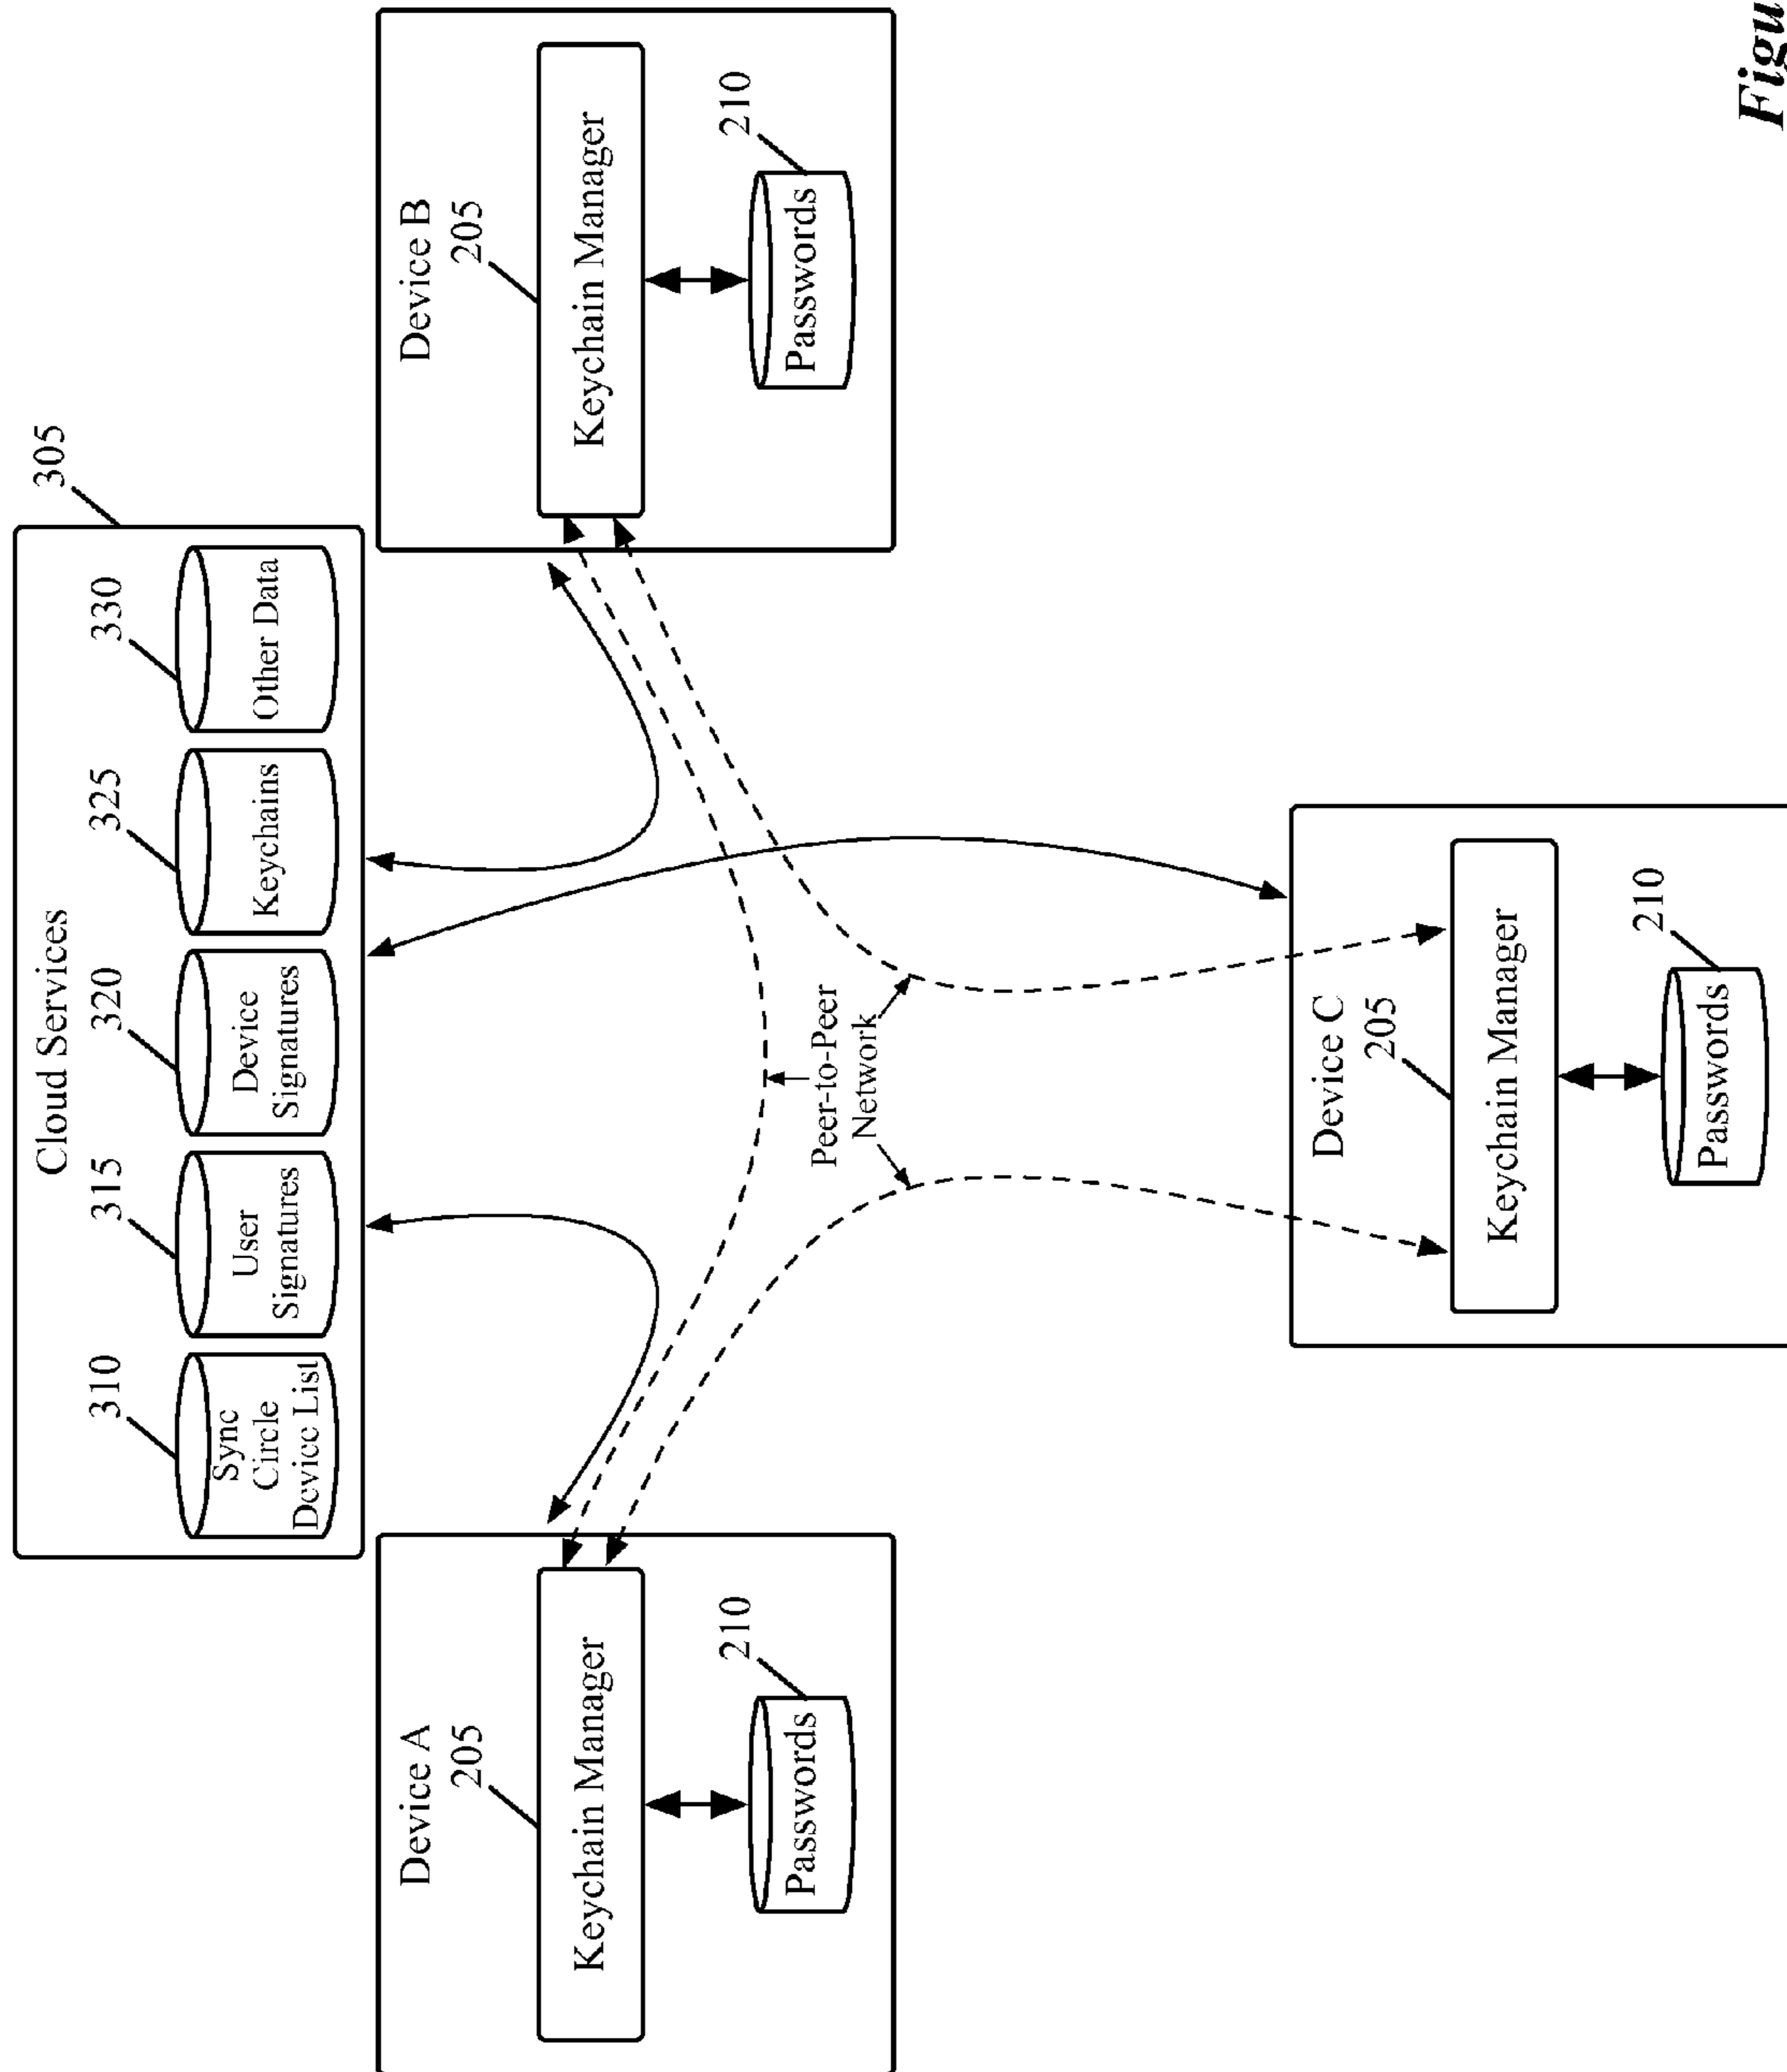 Cloud Services
305
310
315
320
325
330
Sync
Circle
Device List
User
Signatures
Device
Signatures
Keychains
Other Data
Device A
205
Keychain Manager
210
Passwords
Device B
205
Keychain Manager
210
Passwords
Peer-to-Peer
Network
Device C
205
Keychain Manager
210
Passwords
Figu